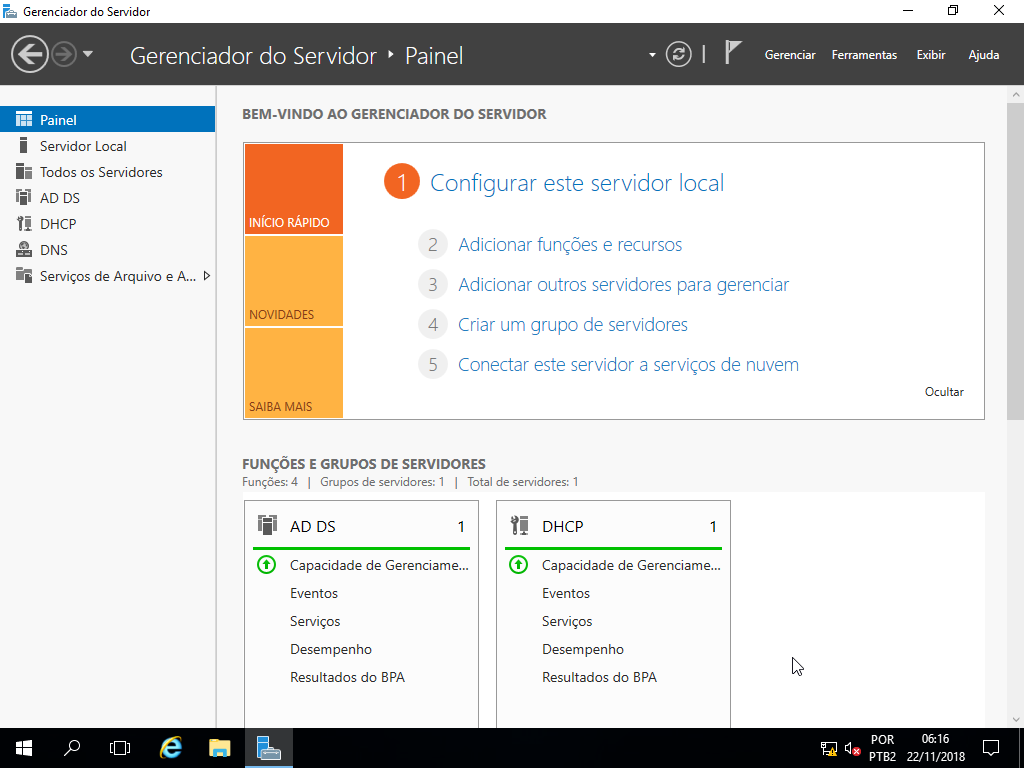 Gerenciador do Servidor
Gerenciador do Servidor ‣ Painel
Gerenciar Ferramentas Exibir Ajuda
Painel
Servidor Local
Todos os Servidores
AD DS
DHCP
DNS
Serviços de Arquivo e A...
BEM-VINDO AO GERENCIADOR DO SERVIDOR
INÍCIO RÁPIDO
NOVIDADES
SAIBA MAIS
1 Configurar este servidor local
2 Adicionar funções e recursos
3 Adicionar outros servidores para gerenciar
4 Criar um grupo de servidores
5 Conectar este servidor a serviços de nuvem
Ocultar
FUNÇÕES E GRUPOS DE SERVIDORES
Funções: 4 | Grupos de servidores: 1 | Total de servidores: 1
AD DS 1
Capacidade de Gerenciame...
Eventos
Serviços
Desempenho
Resultados do BPA
DHCP 1
Capacidade de Gerenciame...
Eventos
Serviços
Desempenho
Resultados do BPA
POR
PTB2
06:16
22/11/2018